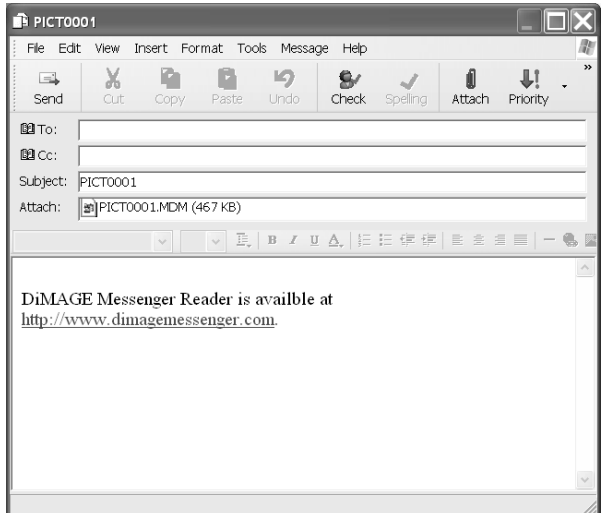 PICT0001
File Edit View Insert Format Tools Message Help
»
Send Cut Copy Paste Undo Check Spelling Attach Priority
To:
Cc:
Subject: PICT0001
Attach: PICT0001.MDM (467 KB)
B I U A
DiMAGE Messenger Reader is availble at
http://www.dimagemessenger.com.